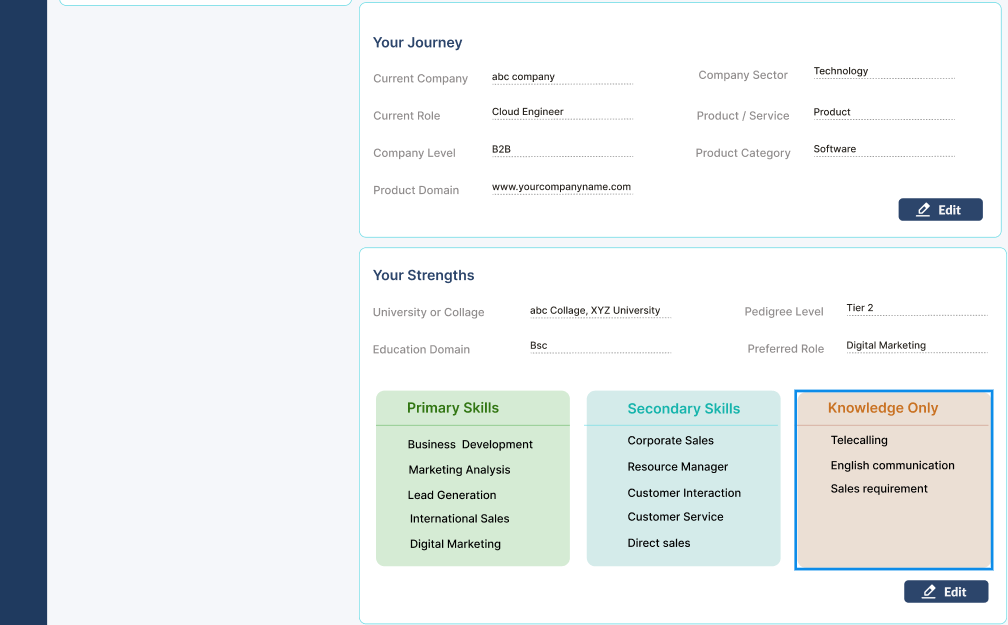 Your Journey
Current Company abc company Company Sector Technology
Current Role Cloud Engineer Product / Service Product
Company Level B2B Product Category Software
Product Domain www.yourcompanyname.com
Edit
Your Strengths
University or Collage abc Collage, XYZ University Pedigree Level Tier 2
Education Domain Bsc Preferred Role Digital Marketing
Primary Skills
Business Development
Marketing Analysis
Lead Generation
International Sales
Digital Marketing
Secondary Skills
Corporate Sales
Resource Manager
Customer Interaction
Customer Service
Direct sales
Knowledge Only
Telecalling
English communication
Sales requirement
Edit